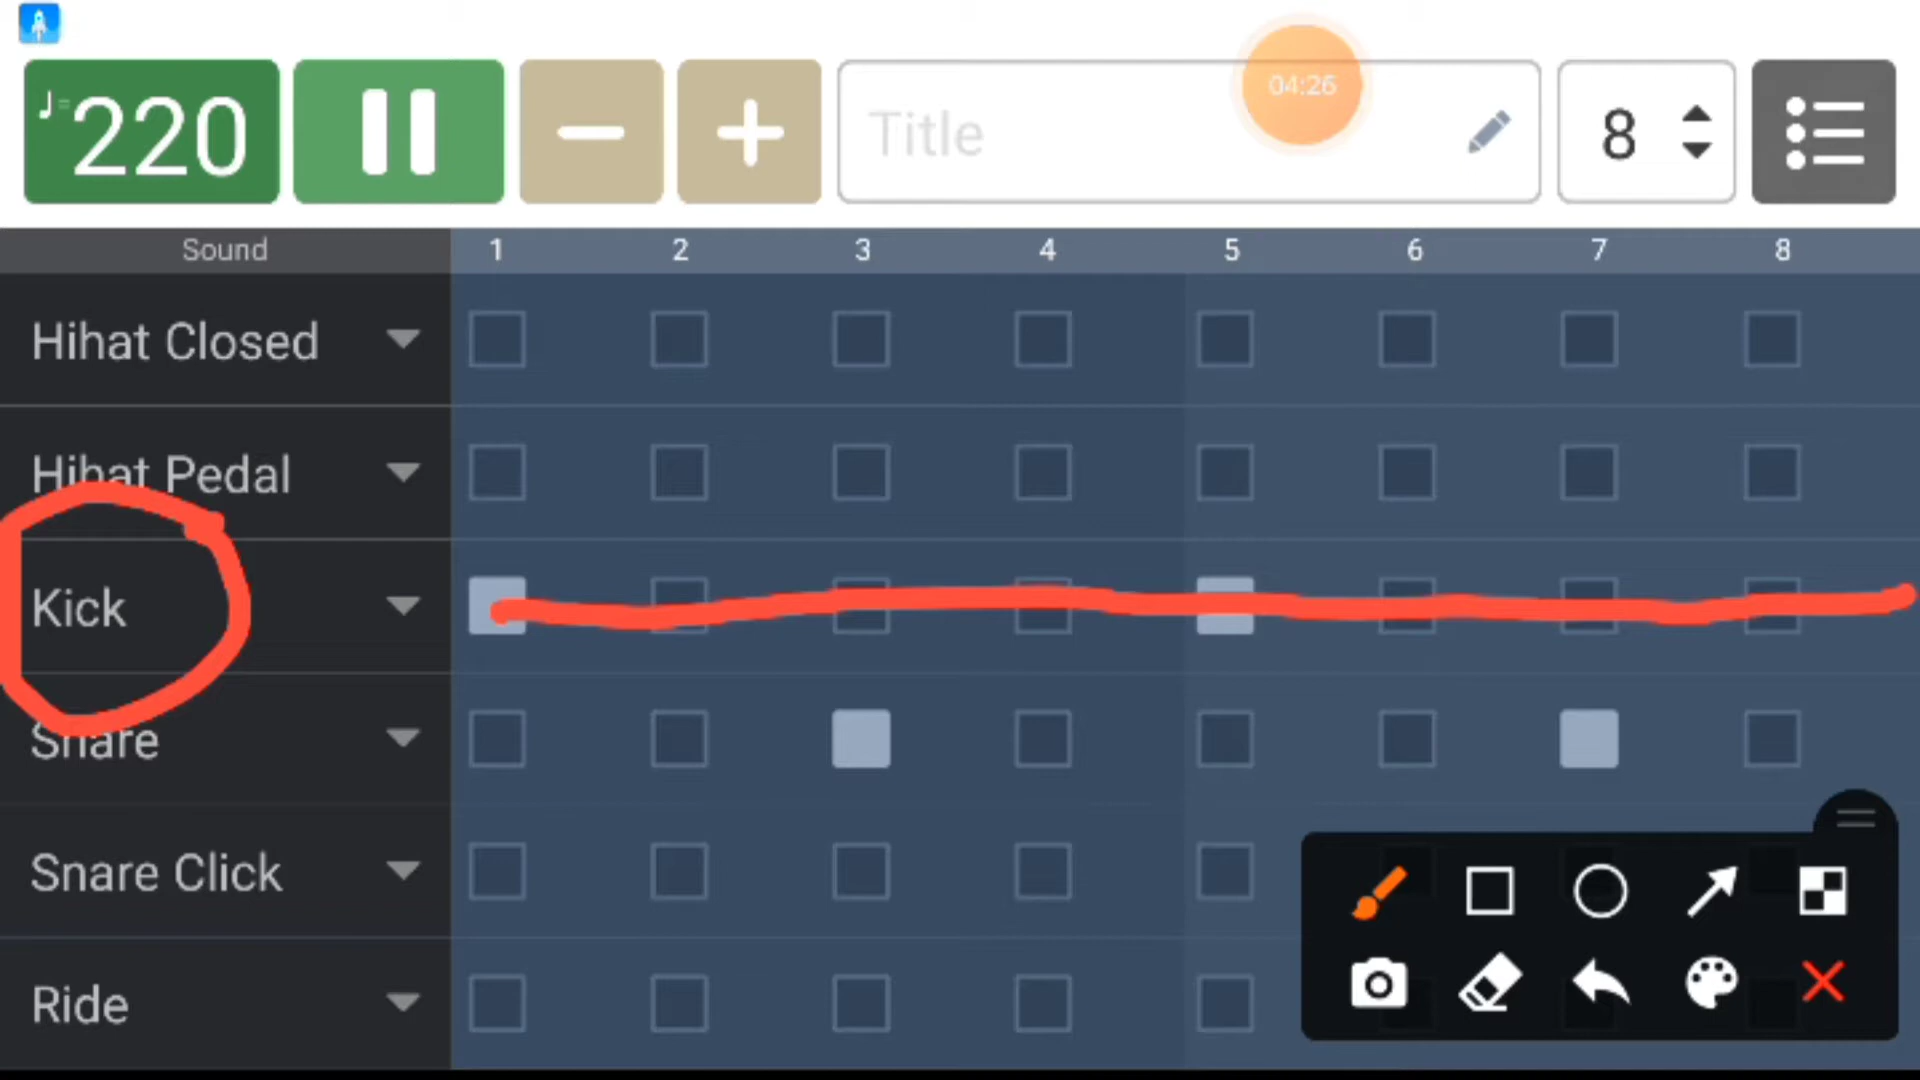 ♩=220 Title 04:26 8
Sound 1 2 3 4 5 6 7 8
Hihat Closed
Hihat Pedal
Kick
Snare
Snare Click
Ride